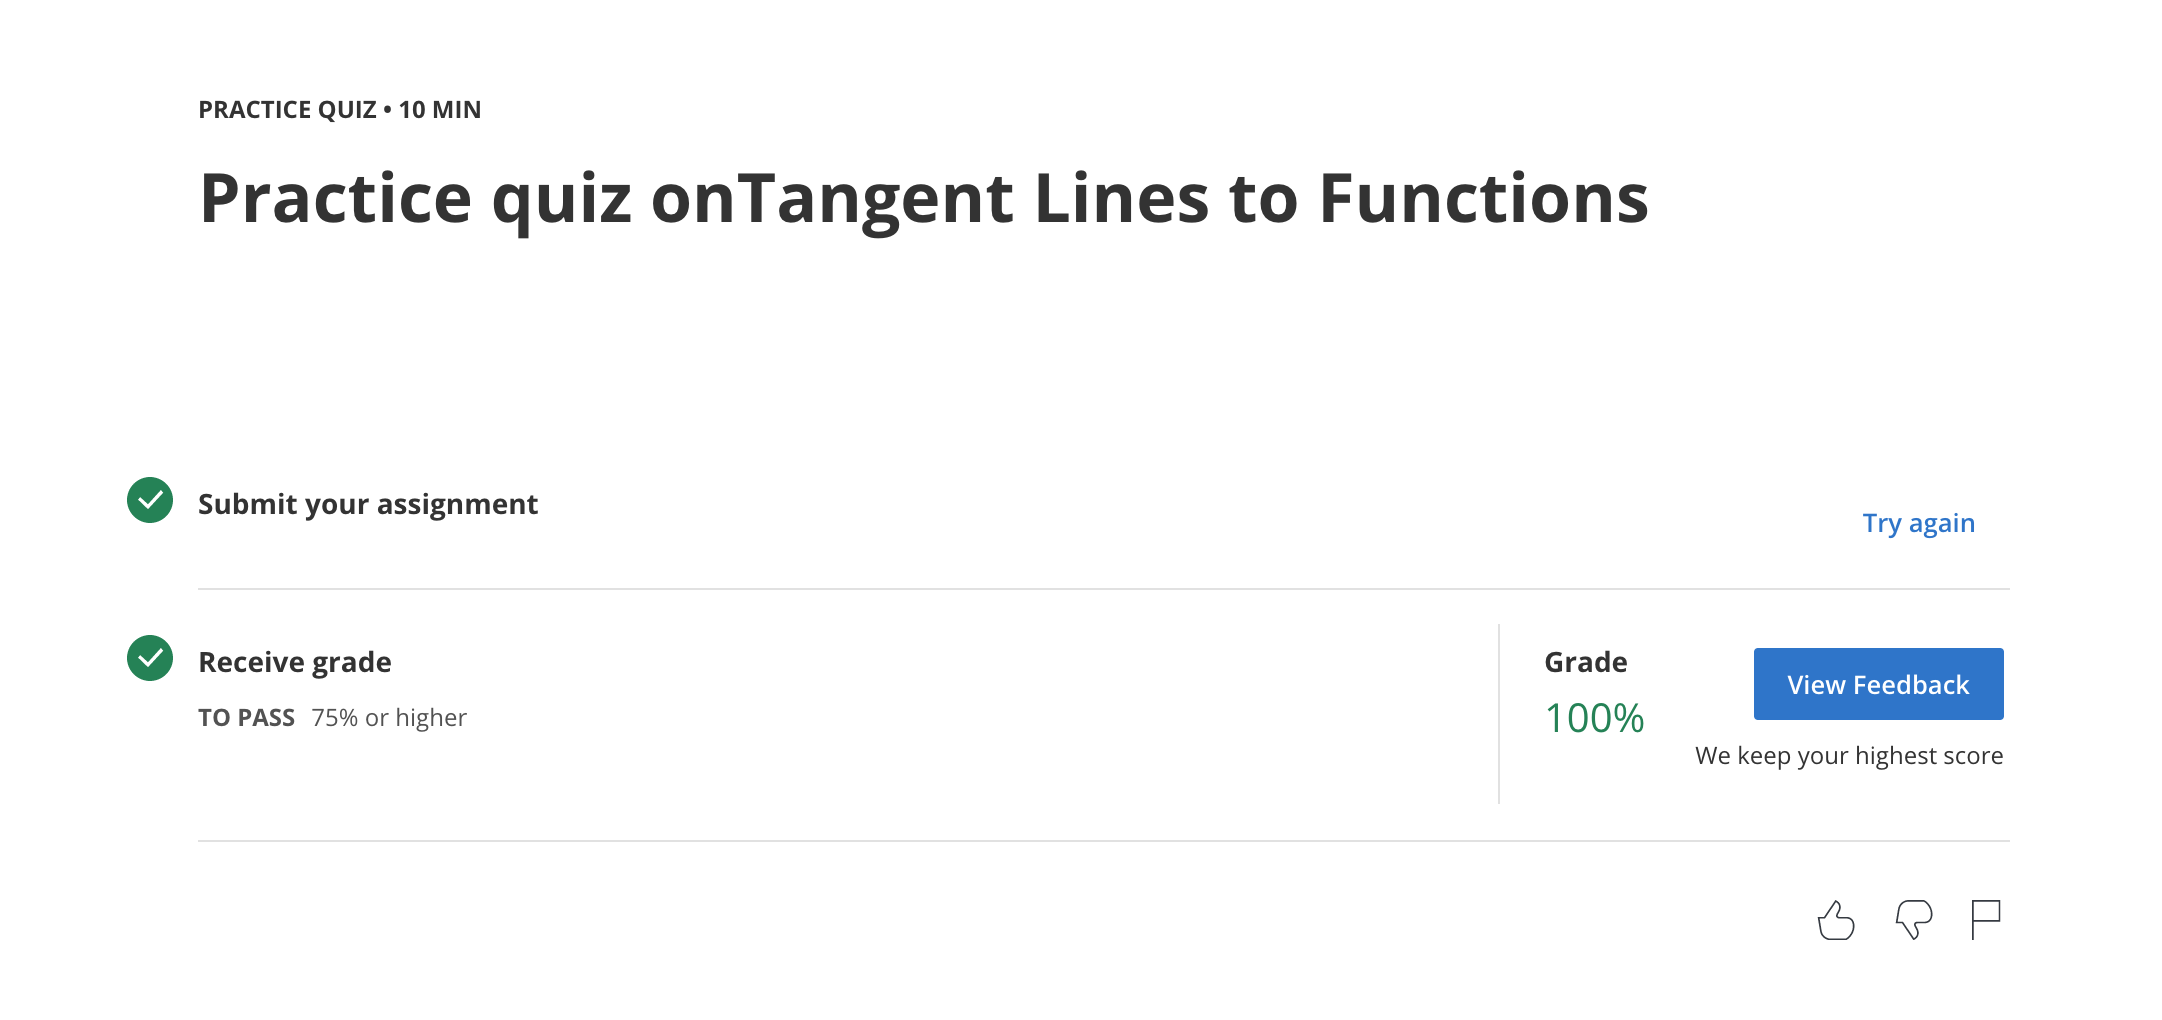 PRACTICE QUIZ • 10 MIN
Practice quiz onTangent Lines to Functions
Submit your assignment
Try again
Receive grade
TO PASS 75% or higher
Grade
100%
View Feedback
We keep your highest score